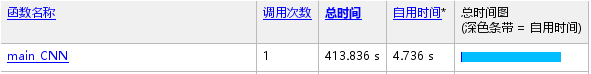 函数名称 调用次数 总时间 自用时间* 总时间图
(深色条带 = 自用时间)
main_CNN 1 413.836 s 4.736 s